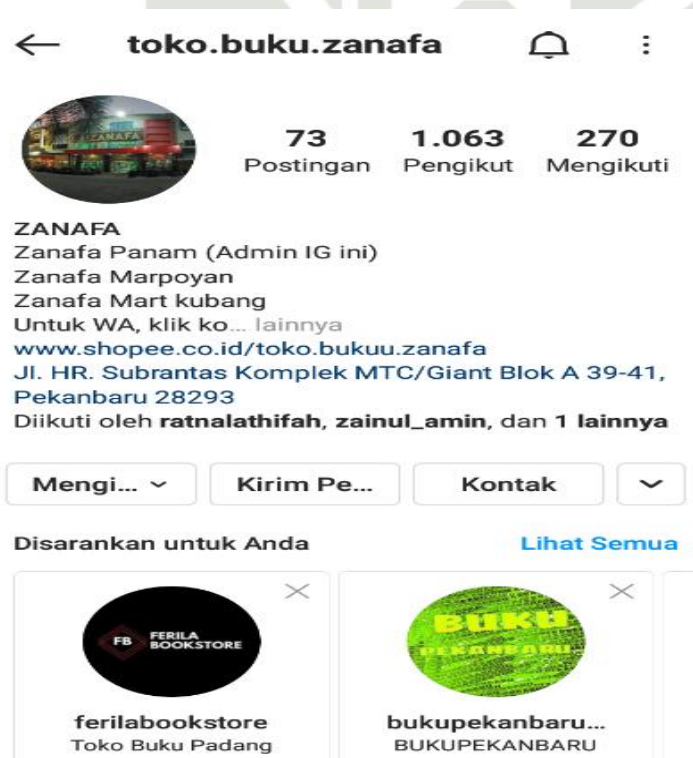 toko.buku.zanafa
ZANAFA
73 1.063 270
Postingan Pengikut Mengikuti
ZANAFA
Zanafa Panam (Admin IG ini)
Zanafa Marpoyan
Zanafa Mart kubang
Untuk WA, klik ko... lainnya
www.shopee.co.id/toko.bukuu.zanafa
Jl. HR. Subrantas Komplek MTC/Giant Blok A 39-41,
Pekanbaru 28293
Diikuti oleh ratnalathifah, zainul_amin, dan 1 lainnya
Mengi... Kirim Pe... Kontak
Disarankan untuk Anda Lihat Semua
FB FERILA
BOOKSTORE
BUKU
PEKANBARU
ferilabookstore
Toko Buku Padang
bukupekanbaru...
BUKUPEKANBARU